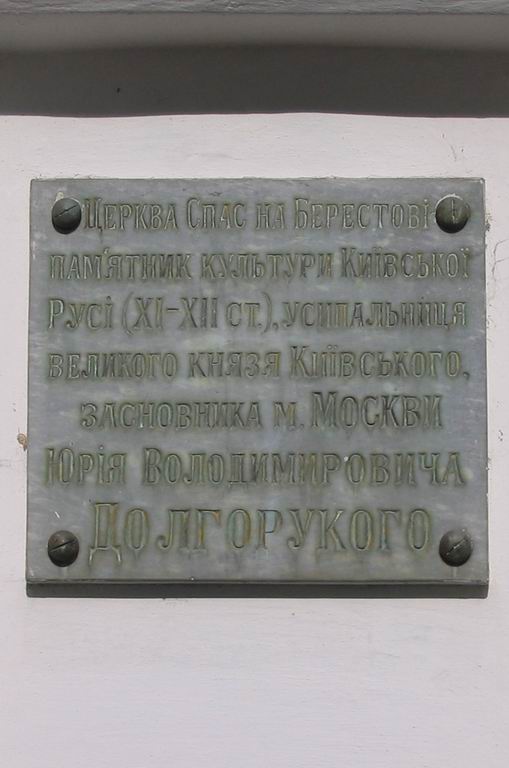 Церква Спас на Берестові-
пам'ятник культури Київської
Русі (XI-XII ст.), усипальниця
великого князя Київського,
засновника м. Москви
Юрія Володимировича
Долгорукого